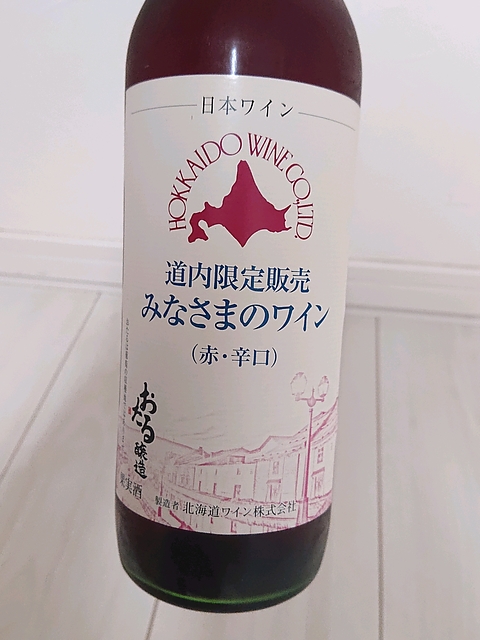 日本ワイン
HOKKAIDO WINE CO.,LTD.
道内限定販売
みなさまのワイン
（赤・辛口）
おたる
醸造
果実酒
製造者 北海道ワイン株式会社